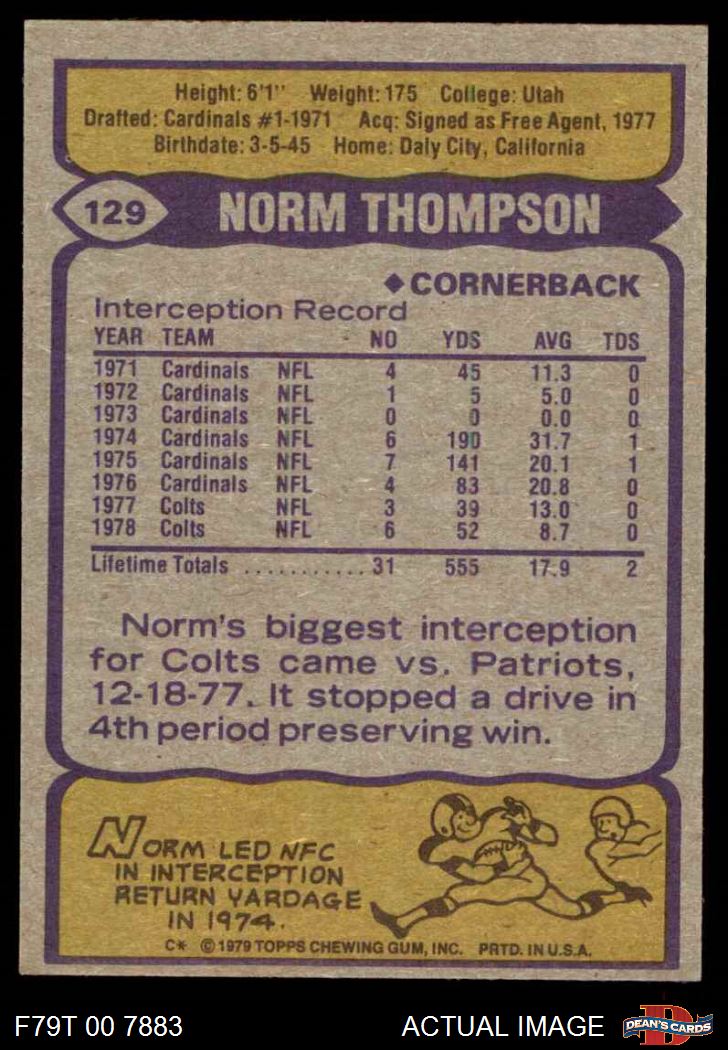 Height: 6'1" Weight: 175 College: Utah
Drafted: Cardinals #1-1971 Acq: Signed as Free Agent, 1977
Birthdate: 3-5-45 Home: Daly City, California
129 NORM THOMPSON
◆CORNERBACK
Interception Record
YEAR TEAM NO YDS AVG TDS
1971 Cardinals NFL 4 45 11.3 0
1972 Cardinals NFL 1 5 5.0 0
1973 Cardinals NFL 0 0 0.0 0
1974 Cardinals NFL 6 190 31.7 1
1975 Cardinals NFL 7 141 20.1 1
1976 Cardinals NFL 4 83 20.8 0
1977 Colts NFL 3 39 13.0 0
1978 Colts NFL 6 52 8.7 0
Lifetime Totals ........... 31 555 17.9 2
Norm's biggest interception
for Colts came vs. Patriots,
12-18-77. It stopped a drive in
4th period preserving win.
NORM LED NFC
IN INTERCEPTION
RETURN YARDAGE
IN 1974.
C* © 1979 TOPPS CHEWING GUM, INC. PRTD. IN U.S.A.
F79T 00 7883 ACTUAL IMAGE D DEAN'S CARDS